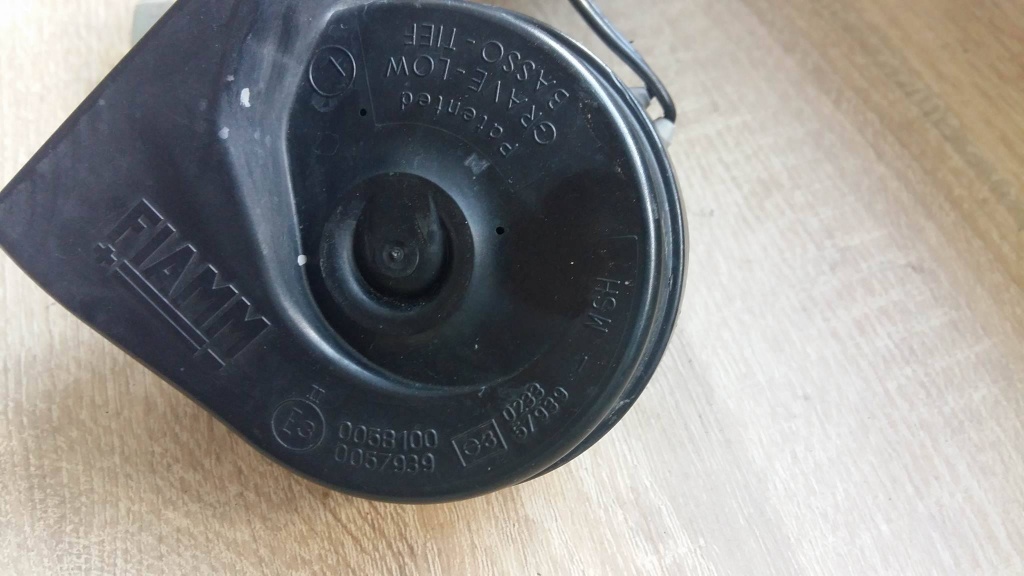 Patented
GRAVE-LOW
BASSO-TIEF
FIAMM
MSH
E3
0058100
0057939
e3
0233
57939